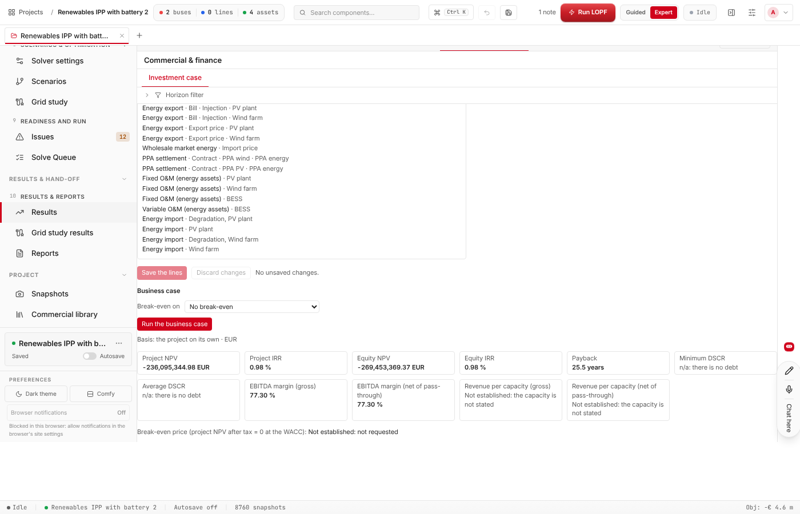 Projects / Renewables IPP with battery 2
2 buses
0 lines
4 assets
Search components...
⌘ Ctrl K
1 note
Run LOPF
Guided
Expert
Idle
A
Renewables IPP with batt...
Solver settings
Scenarios
Grid study
READINESS AND RUN
Issues
12
Solve Queue
RESULTS & HAND-OFF
RESULTS & REPORTS
Results
Grid study results
Reports
PROJECT
Snapshots
Commercial library
Renewables IPP with b...
Saved
Autosave
PREFERENCES
Dark theme
Comfy
Browser notifications
Off
Blocked in this browser: allow notifications in the browser's site settings
Commercial & finance
Investment case
Horizon filter
Energy export · Bill · Injection · PV plant
Energy export · Bill · Injection · Wind farm
Energy export · Export price · PV plant
Energy export · Export price · Wind farm
Wholesale market energy · Import price
PPA settlement · Contract · PPA wind · PPA energy
PPA settlement · Contract · PPA PV · PPA energy
Fixed O&M (energy assets) · PV plant
Fixed O&M (energy assets) · Wind farm
Fixed O&M (energy assets) · BESS
Variable O&M (energy assets) · BESS
Energy import · Degradation, PV plant
Energy import · PV plant
Energy import · Degradation, Wind farm
Energy import · Wind farm
Save the lines
Discard changes
No unsaved changes.
Business case
Break-even on
No break-even
Run the business case
Basis: the project on its own · EUR
Project NPV
-236,095,344.98 EUR
Project IRR
0.98 %
Equity NPV
-269,453,369.37 EUR
Equity IRR
0.98 %
Payback
25.5 years
Minimum DSCR
n/a: there is no debt
Average DSCR
n/a: there is no debt
EBITDA margin (gross)
77.30 %
EBITDA margin (net of pass-through)
77.30 %
Revenue per capacity (gross)
Not established: the capacity is not stated
Revenue per capacity (net of pass-through)
Not established: the capacity is not stated
Break-even price (project NPV after tax = 0 at the WACC): Not established: not requested
Chat here
Idle
Renewables IPP with battery 2
Autosave off
8760 snapshots
Obj: -€ 4.6